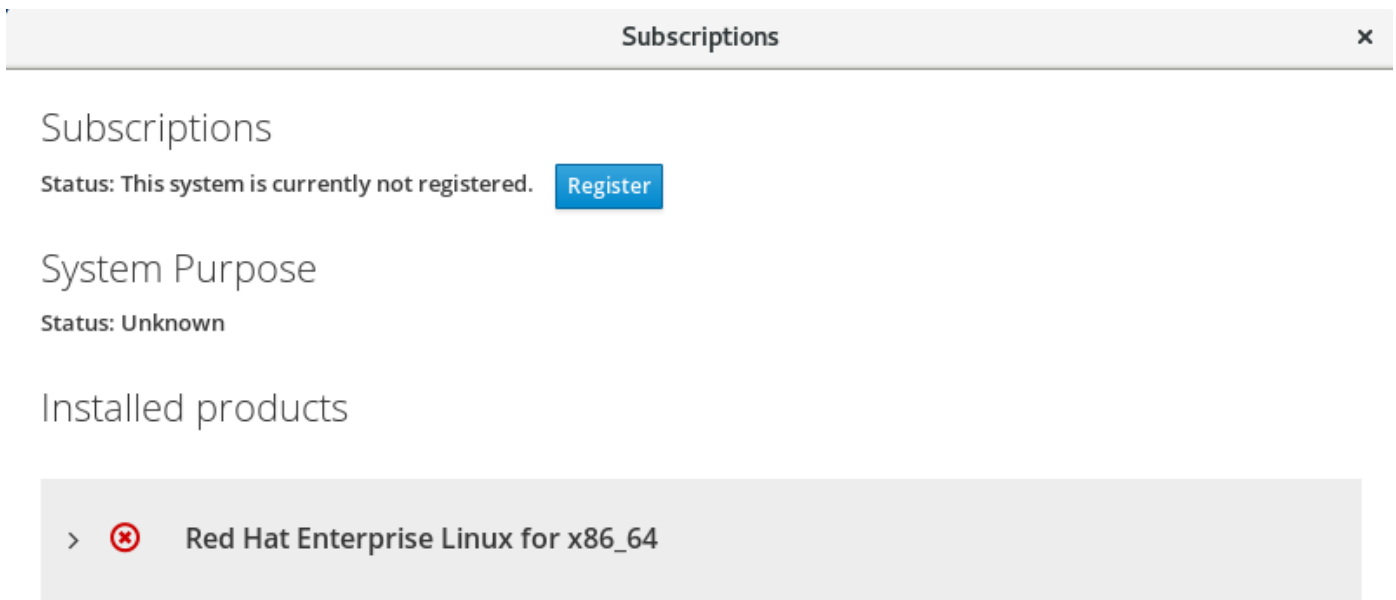 Subscriptions
Subscriptions
Status: This system is currently not registered. Register
System Purpose
Status: Unknown
Installed products
Red Hat Enterprise Linux for x86_64